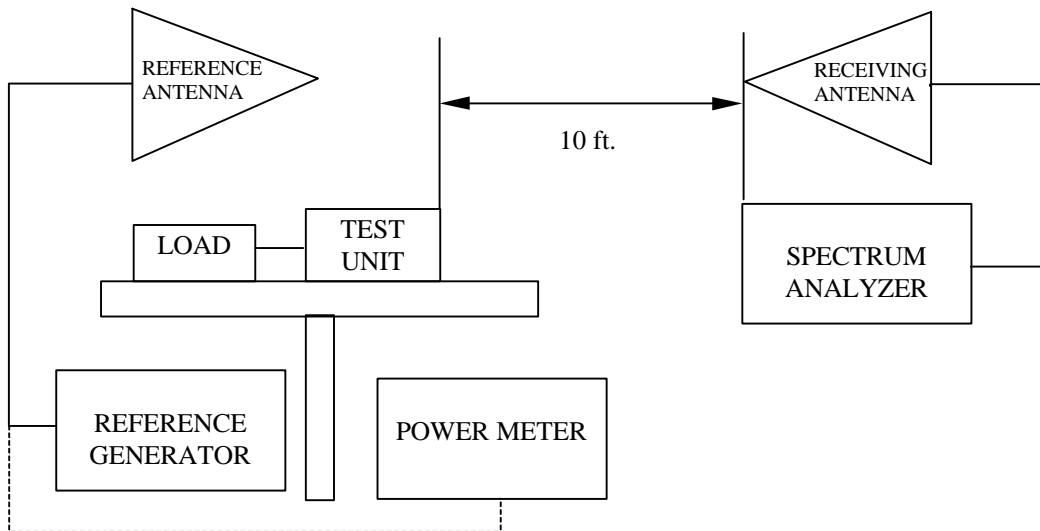 REFERENCE
ANTENNA
RECEIVING
ANTENNA
10 ft.
LOAD
TEST
UNIT
SPECTRUM
ANALYZER
REFERENCE
GENERATOR
POWER METER